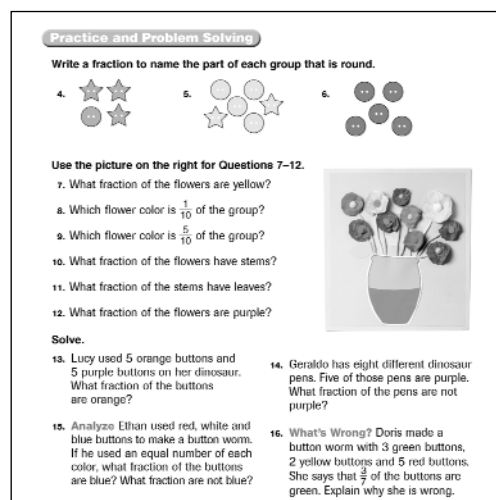 Practice and Problem Solving
Write a fraction to name the part of each group that is round.
4. 5. 6.
Use the picture on the right for Questions 7–12.
7. What fraction of the flowers are yellow?
8. Which flower color is 1/10 of the group?
9. Which flower color is 5/10 of the group?
10. What fraction of the flowers have stems?
11. What fraction of the stems have leaves?
12. What fraction of the flowers are purple?
Solve.
13. Lucy used 5 orange buttons and
5 purple buttons on her dinosaur.
What fraction of the buttons
are orange?
14. Geraldo has eight different dinosaur
pens. Five of those pens are purple.
What fraction of the pens are not
purple?
15. Analyze Ethan used red, white and
blue buttons to make a button worm.
If he used an equal number of each
color, what fraction of the buttons
are blue? What fraction are not blue?
16. What's Wrong? Doris made a
button worm with 3 green buttons,
2 yellow buttons and 5 red buttons.
She says that 3/7 of the buttons are
green. Explain why she is wrong.